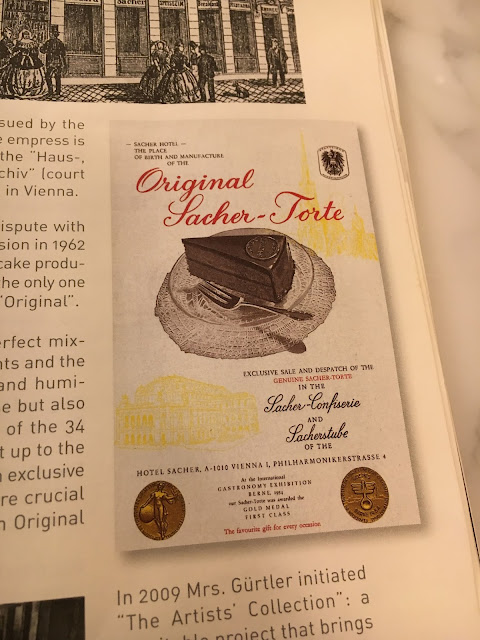 SACHER
sued by the
e empress is
the "Haus-,
chiv" (court
in Vienna.
ispute with
sion in 1962
cake produ-
the only one
"Original".
erfect mix-
nts and the
and humi-
e but also
of the 34
t up to the
n exclusive
re crucial
n Original
— SACHER HOTEL —
THE PLACE
OF BIRTH AND MANUFACTURE
OF THE
Original
Sacher-Torte
EXCLUSIVE SALE AND DESPATCH OF THE
GENUINE SACHER-TORTE
IN THE
Sacher-Confiserie
AND
Sacherstube
OF THE
HOTEL SACHER, A-1010 VIENNA I, PHILHARMONIKERSTRASSE 4
At the International
GASTRONOMY EXHIBITION
BERNE, 1954
our Sacher-Torte was awarded the
GOLD MEDAL
FIRST CLASS
The favourite gift for every occasion
In 2009 Mrs. Gürtler initiated
"The Artists' Collection": a
itable project that brings